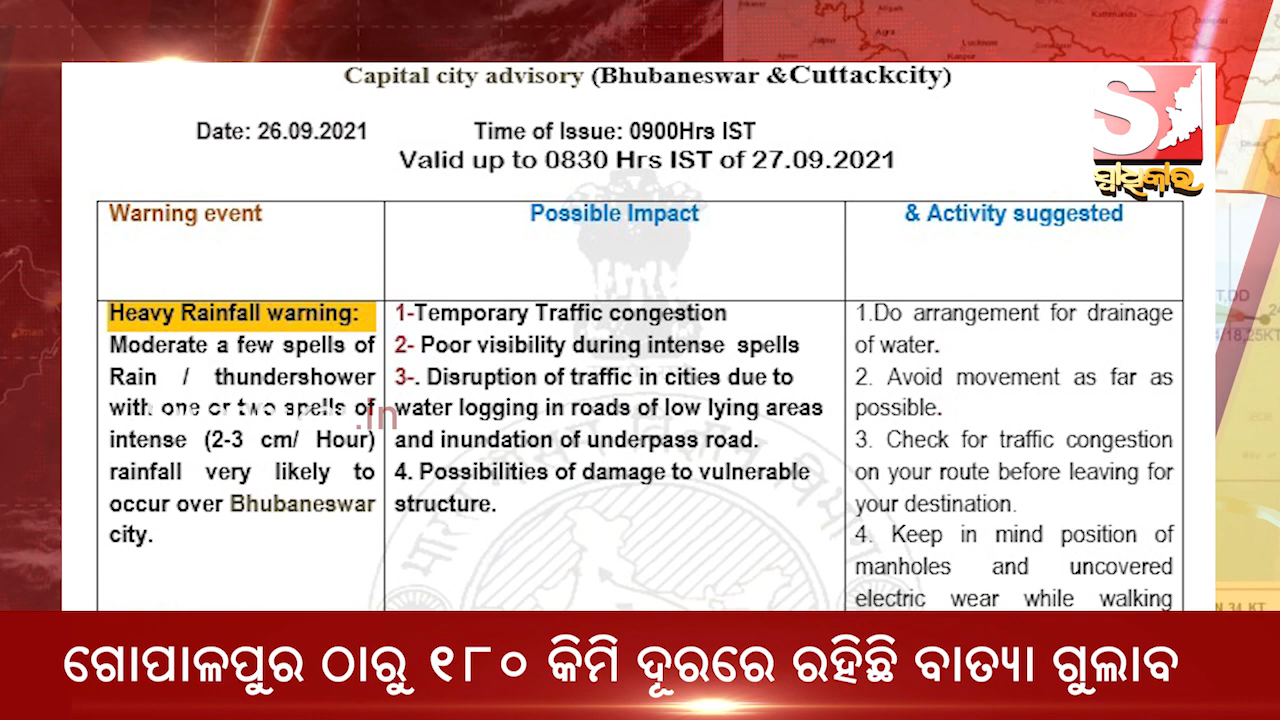 Capital city advisory (Bhubaneswar &Cuttackcity)
Date: 26.09.2021 Time of Issue: 0900Hrs IST
Valid up to 0830 Hrs IST of 27.09.2021
ସ୍ୱାଧିକାର
Warning event
Possible Impact
& Activity suggested
Heavy Rainfall warning:
Moderate a few spells of
Rain / thundershower
with one or two spells of
intense (2-3 cm/ Hour)
rainfall very likely to
occur over Bhubaneswar
city.
.in
1-Temporary Traffic congestion
2- Poor visibility during intense spells
3-. Disruption of traffic in cities due to
water logging in roads of low lying areas
and inundation of underpass road.
4. Possibilities of damage to vulnerable
structure.
1.Do arrangement for drainage
of water.
2. Avoid movement as far as
possible.
3. Check for traffic congestion
on your route before leaving for
your destination.
4. Keep in mind position of
manholes and uncovered
electric wear while walking
ଗୋପାଳପୁର ଠାରୁ ୧୮୦ କିମି ଦୂରରେ ରହିଛି ବାତ୍ୟା ଗୁଲାବ